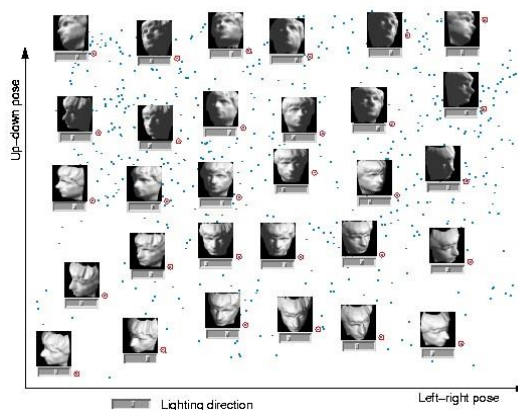 Up–down pose
Left–right pose
Lighting direction